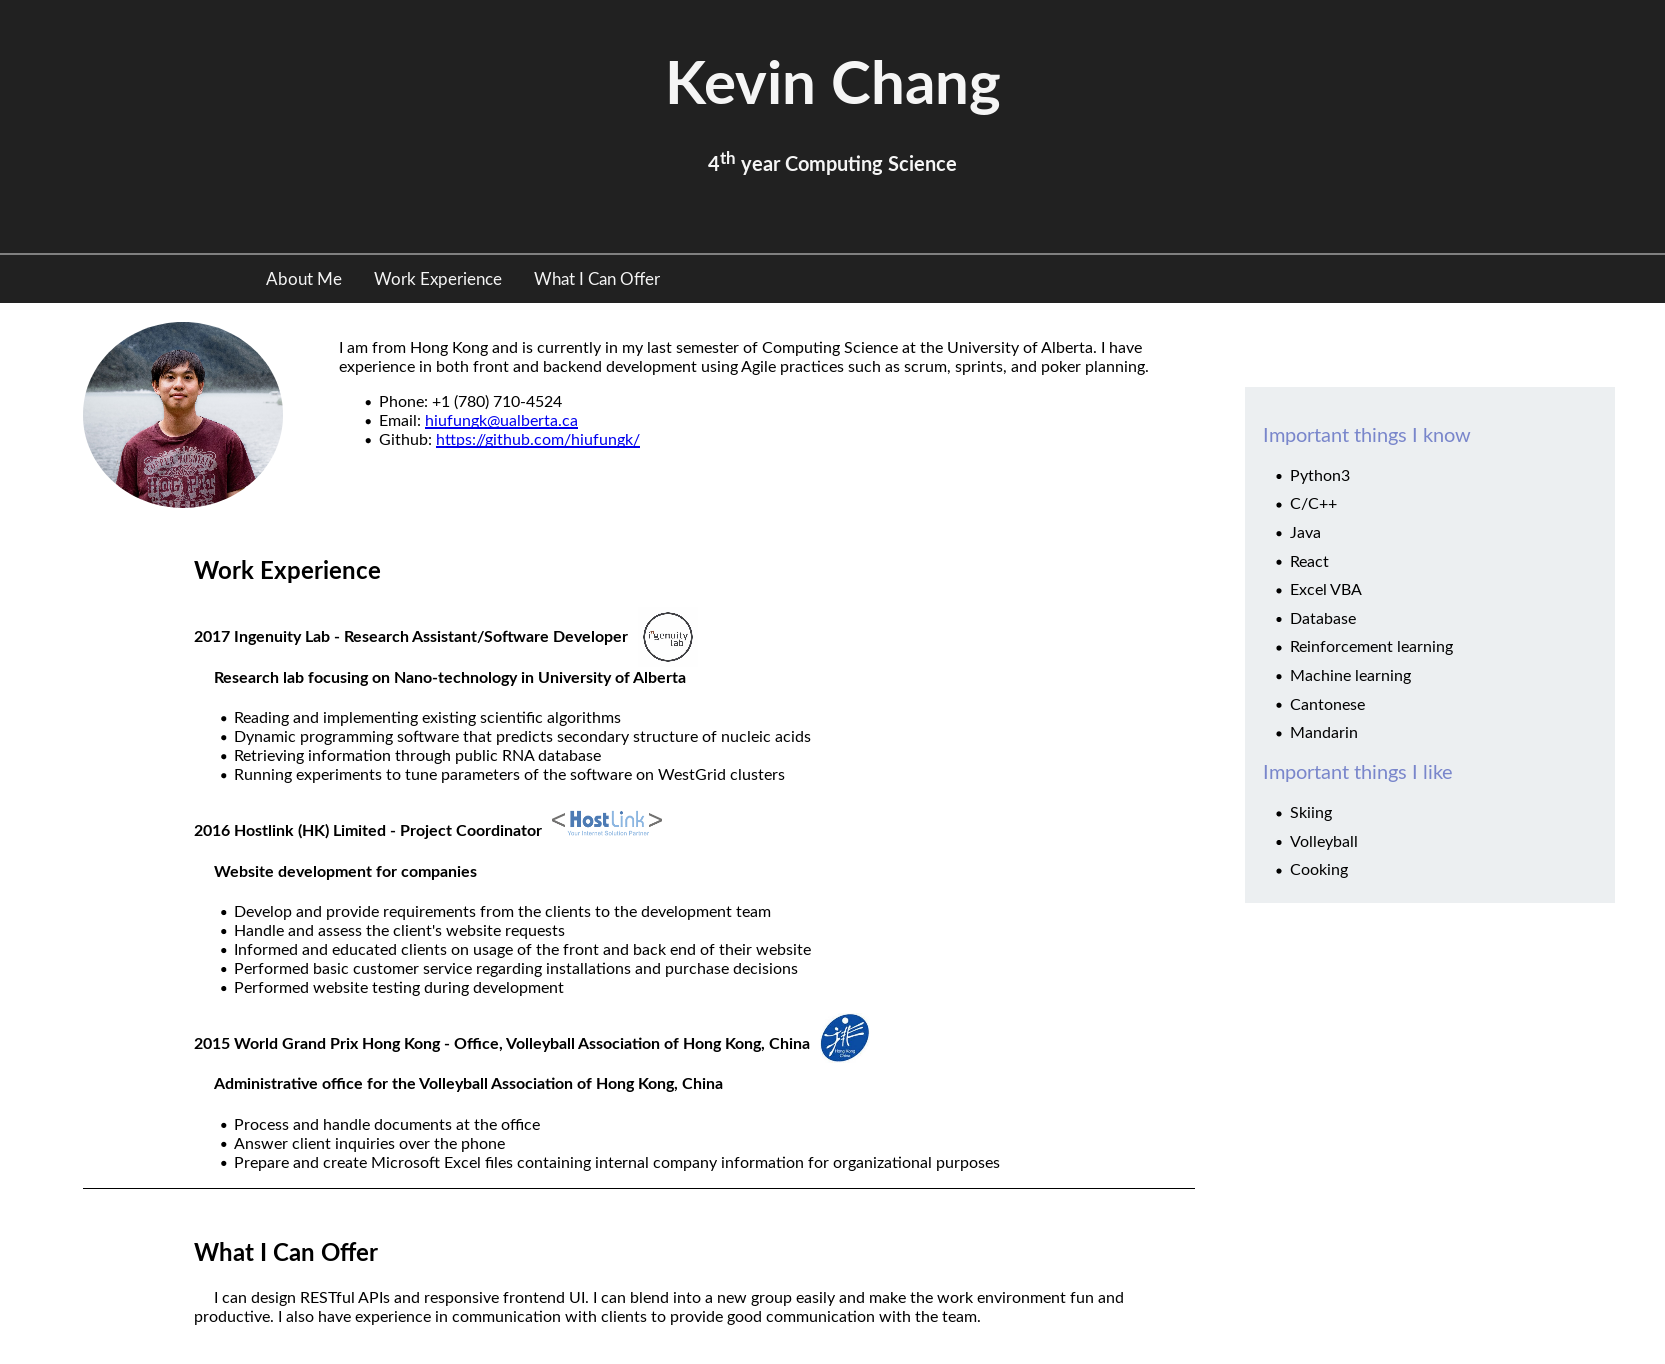 Kevin Chang
4th year Computing Science
About Me Work Experience What I Can Offer
I am from Hong Kong and is currently in my last semester of Computing Science at the University of Alberta. I have
experience in both front and backend development using Agile practices such as scrum, sprints, and poker planning.
• Phone: +1 (780) 710-4524
• Email: hiufungk@ualberta.ca
• Github: https://github.com/hiufungk/
Work Experience
2017 Ingenuity Lab - Research Assistant/Software Developer
ingenuity
lab
Research lab focusing on Nano-technology in University of Alberta
• Reading and implementing existing scientific algorithms
• Dynamic programming software that predicts secondary structure of nucleic acids
• Retrieving information through public RNA database
• Running experiments to tune parameters of the software on WestGrid clusters
2016 Hostlink (HK) Limited - Project Coordinator
<HostLink>
Your Internet Solution Partner
Website development for companies
• Develop and provide requirements from the clients to the development team
• Handle and assess the client's website requests
• Informed and educated clients on usage of the front and back end of their website
• Performed basic customer service regarding installations and purchase decisions
• Performed website testing during development
2015 World Grand Prix Hong Kong - Office, Volleyball Association of Hong Kong, China
排
Hong Kong
China
Administrative office for the Volleyball Association of Hong Kong, China
• Process and handle documents at the office
• Answer client inquiries over the phone
• Prepare and create Microsoft Excel files containing internal company information for organizational purposes
What I Can Offer
I can design RESTful APIs and responsive frontend UI. I can blend into a new group easily and make the work environment fun and
productive. I also have experience in communication with clients to provide good communication with the team.
Important things I know
• Python3
• C/C++
• Java
• React
• Excel VBA
• Database
• Reinforcement learning
• Machine learning
• Cantonese
• Mandarin
Important things I like
• Skiing
• Volleyball
• Cooking